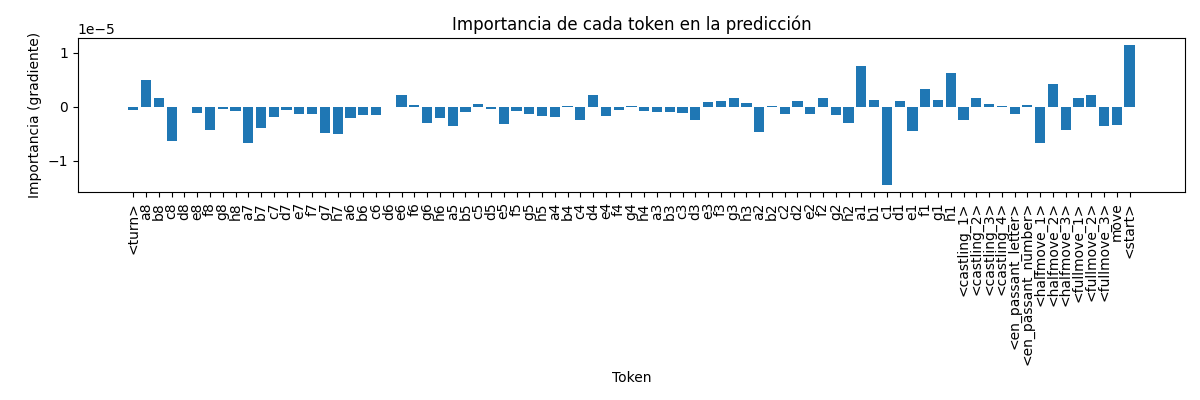 Importancia de cada token en la predicción
1e−5
Importancia (gradiente)
1
0
−1
<turn>
a8
b8
c8
d8
e8
f8
g8
h8
a7
b7
c7
d7
e7
f7
g7
h7
a6
b6
c6
d6
e6
f6
g6
h6
a5
b5
c5
d5
e5
f5
g5
h5
a4
b4
c4
d4
e4
f4
g4
h4
a3
b3
c3
d3
e3
f3
g3
h3
a2
b2
c2
d2
e2
f2
g2
h2
a1
b1
c1
d1
e1
f1
g1
h1
<castling_1>
<castling_2>
<castling_3>
<castling_4>
<en_passant_letter>
<en_passant_number>
<halfmove_1>
<halfmove_2>
<halfmove_3>
<fullmove_1>
<fullmove_2>
<fullmove_3>
move
<start>
Token